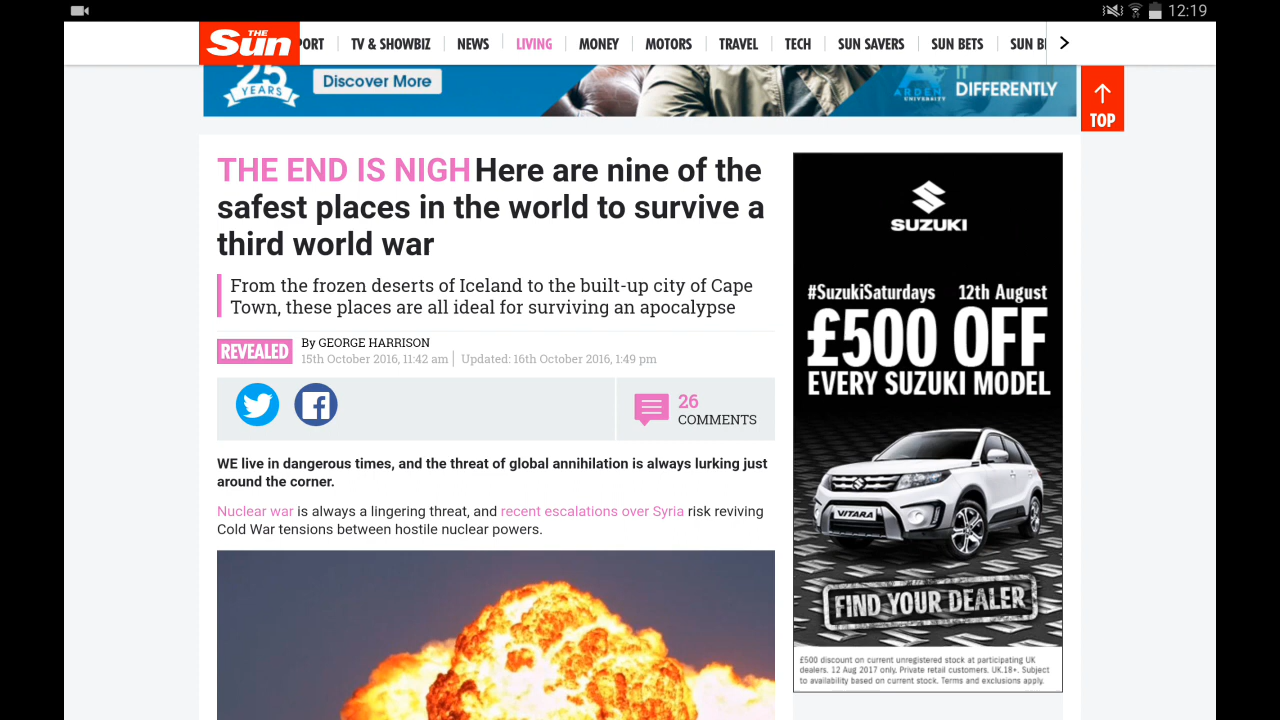 12:19
THE
Sun
PORT
TV & SHOWBIZ
NEWS
LIVING
MONEY
MOTORS
TRAVEL
TECH
SUN SAVERS
SUN BETS
SUN BI
25
YEARS
Discover More
ARDEN
UNIVERSITY
IT
DIFFERENTLY
TOP
THE END IS NIGH Here are nine of the
safest places in the world to survive a
third world war
From the frozen deserts of Iceland to the built-up city of Cape
Town, these places are all ideal for surviving an apocalypse
REVEALED
By GEORGE HARRISON
15th October 2016, 11:42 am | Updated: 16th October 2016, 1:49 pm
26
COMMENTS
WE live in dangerous times, and the threat of global annihilation is always lurking just
around the corner.
Nuclear war is always a lingering threat, and recent escalations over Syria risk reviving
Cold War tensions between hostile nuclear powers.
SUZUKI
#SuzukiSaturdays 12th August
£500 OFF
EVERY SUZUKI MODEL
VITARA
FIND YOUR DEALER
£500 discount on current unregistered stock at participating UK
dealers, 12 Aug 2017 only. Private retail customers. UK.18+. Subject
to availability based on current stock. Terms and exclusions apply.